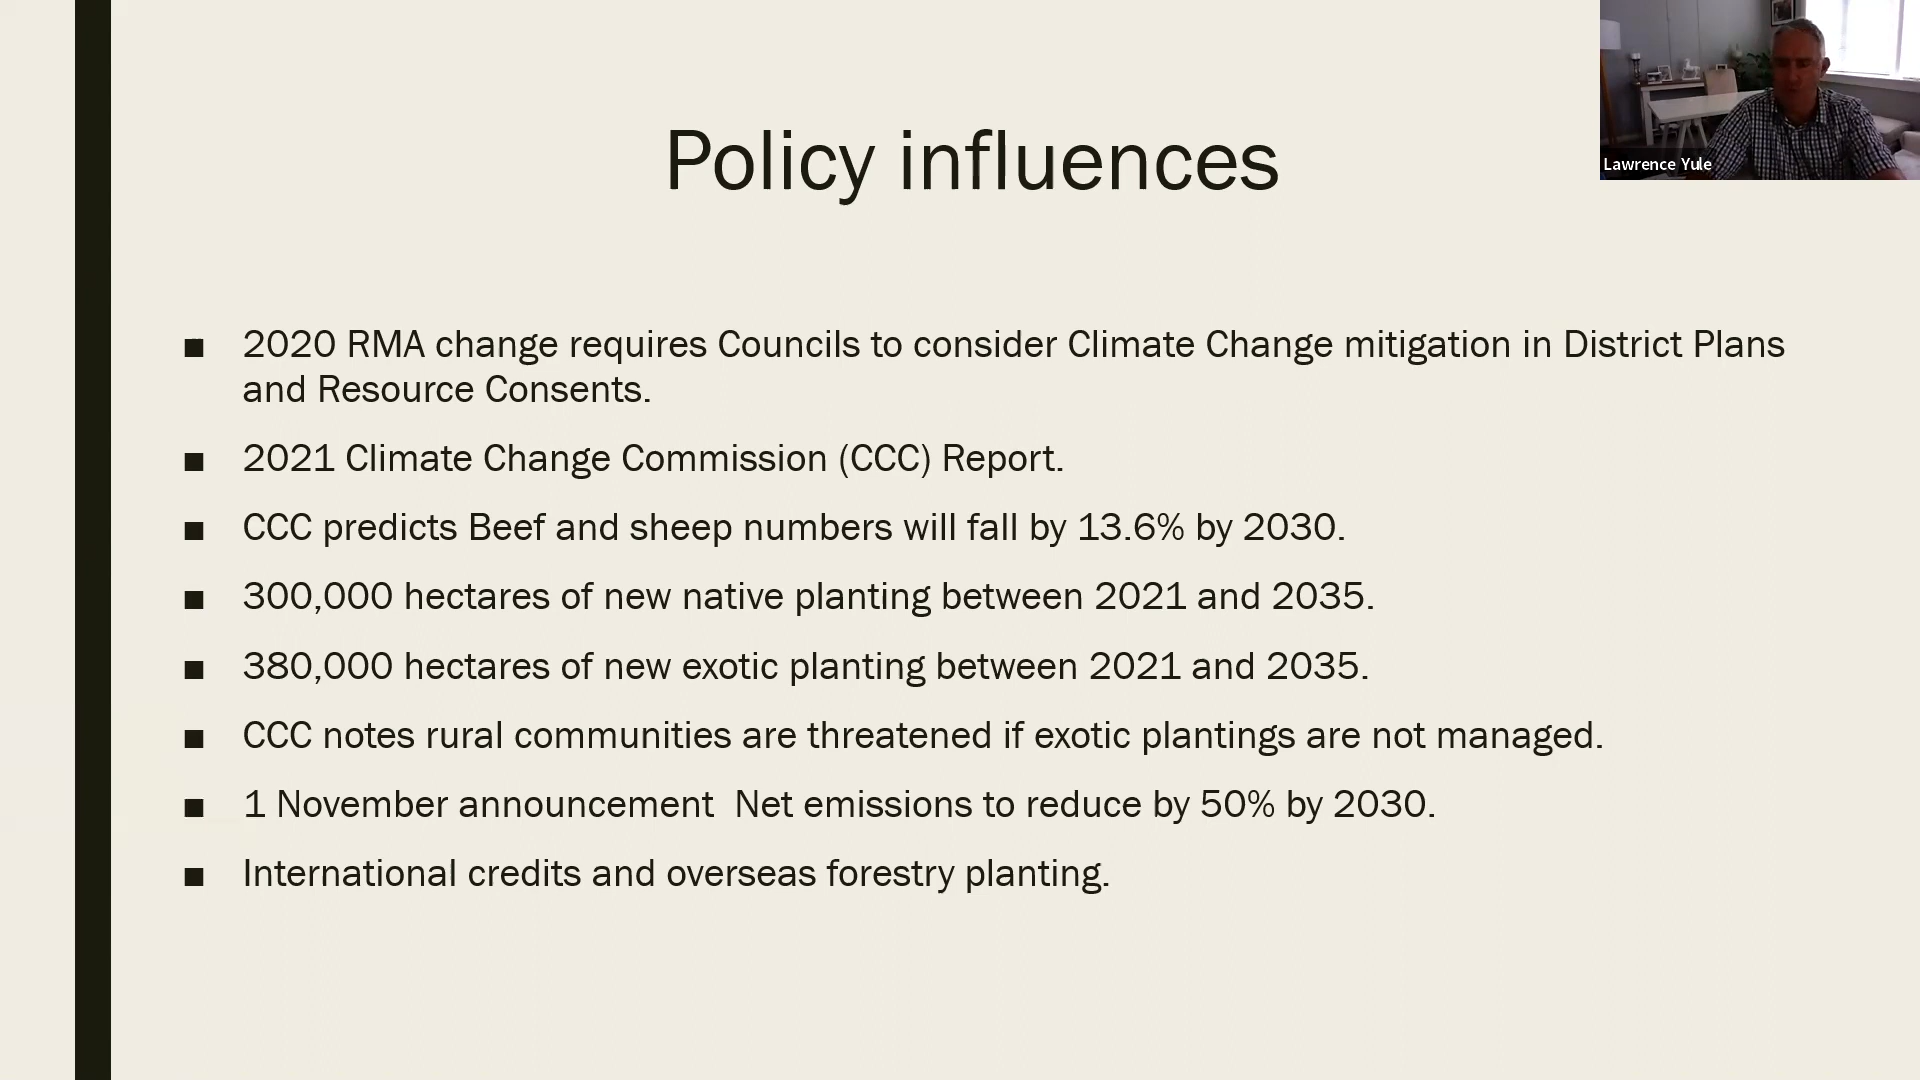 Policy influences
Lawrence Yule
■ 2020 RMA change requires Councils to consider Climate Change mitigation in District Plans
and Resource Consents.
■ 2021 Climate Change Commission (CCC) Report.
■ CCC predicts Beef and sheep numbers will fall by 13.6% by 2030.
■ 300,000 hectares of new native planting between 2021 and 2035.
■ 380,000 hectares of new exotic planting between 2021 and 2035.
■ CCC notes rural communities are threatened if exotic plantings are not managed.
■ 1 November announcement  Net emissions to reduce by 50% by 2030.
■ International credits and overseas forestry planting.